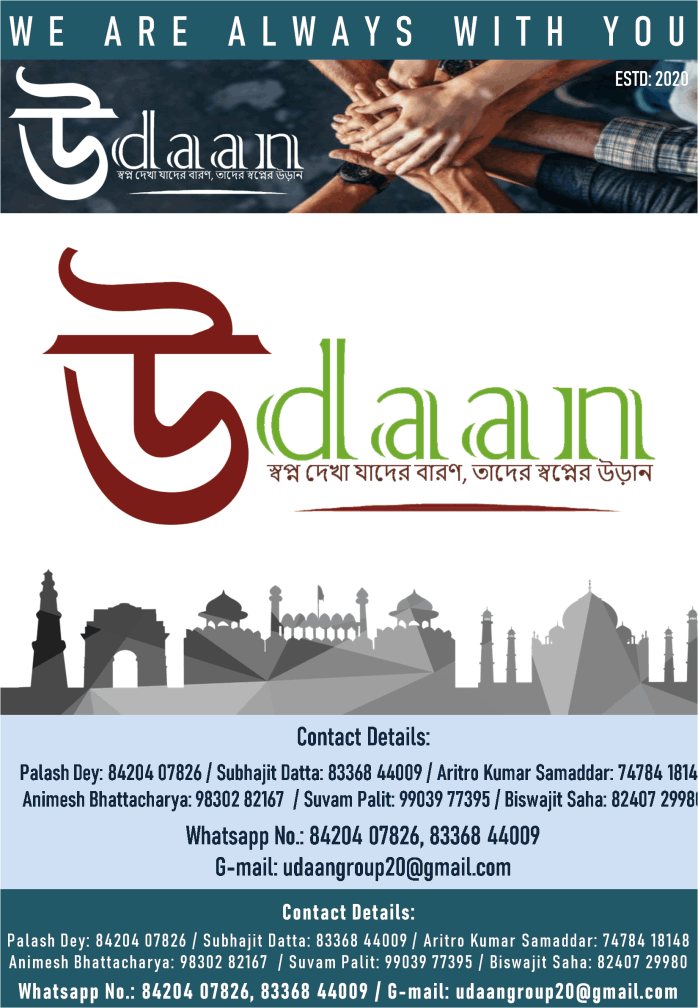 WE ARE ALWAYS WITH YOU
ESTD: 2020
উdaan
স্বপ্ন দেখা যাদের বারণ, তাদের স্বপ্নের উড়ান
উdaan
স্বপ্ন দেখা যাদের বারণ, তাদের স্বপ্নের উড়ান
Contact Details:
Palash Dey: 84204 07826 / Subhajit Datta: 83368 44009 / Aritro Kumar Samaddar: 74784 1814
Animesh Bhattacharya: 98302 82167 / Suvam Palit: 99039 77395 / Biswajit Saha: 82407 29980
Whatsapp No.: 84204 07826, 83368 44009
G-mail: udaangroup20@gmail.com
Contact Details:
Palash Dey: 84204 07826 / Subhajit Datta: 83368 44009 / Aritro Kumar Samaddar: 74784 18148
Animesh Bhattacharya: 98302 82167 / Suvam Palit: 99039 77395 / Biswajit Saha: 82407 29980
Whatsapp No.: 84204 07826, 83368 44009 / G-mail: udaangroup20@gmail.com